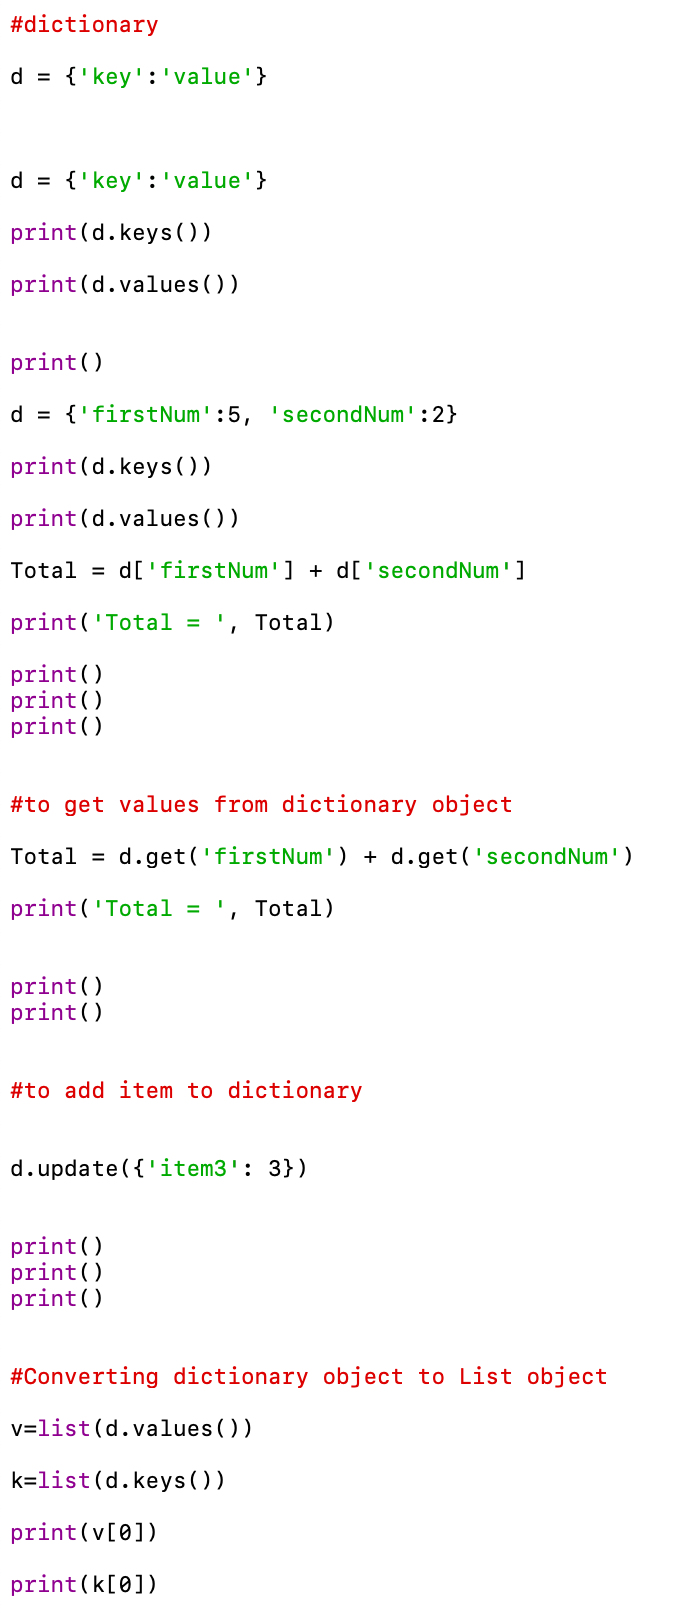 #dictionary
d = {'key':'value'}
d = {'key':'value'}
print(d.keys())
print(d.values())
print()
d = {'firstNum':5, 'secondNum':2}
print(d.keys())
print(d.values())
Total = d['firstNum'] + d['secondNum']
print('Total = ', Total)
print()
print()
print()
#to get values from dictionary object
Total = d.get('firstNum') + d.get('secondNum')
print('Total = ', Total)
print()
print()
#to add item to dictionary
d.update({'item3': 3})
print()
print()
print()
#Converting dictionary object to List object
v=list(d.values())
k=list(d.keys())
print(v[0])
print(k[0])